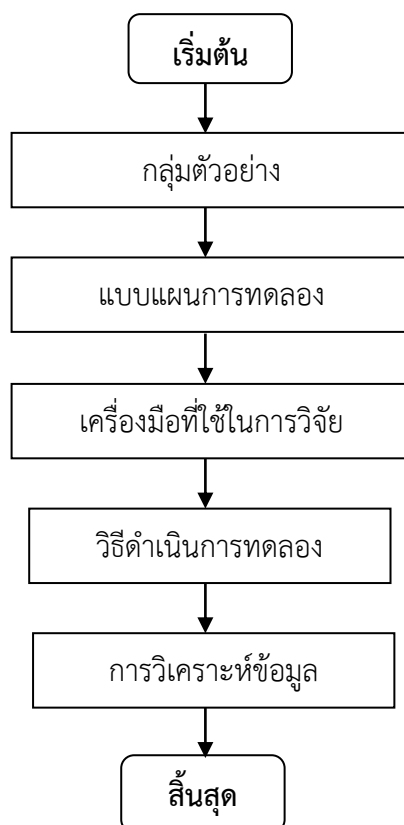 เริ่มต้น
กลุ่มตัวอย่าง
แบบแผนการทดลอง
เครื่องมือที่ใช้ในการวิจัย
วิธีดำเนินการทดลอง
การวิเคราะห์ข้อมูล
สิ้นสุด